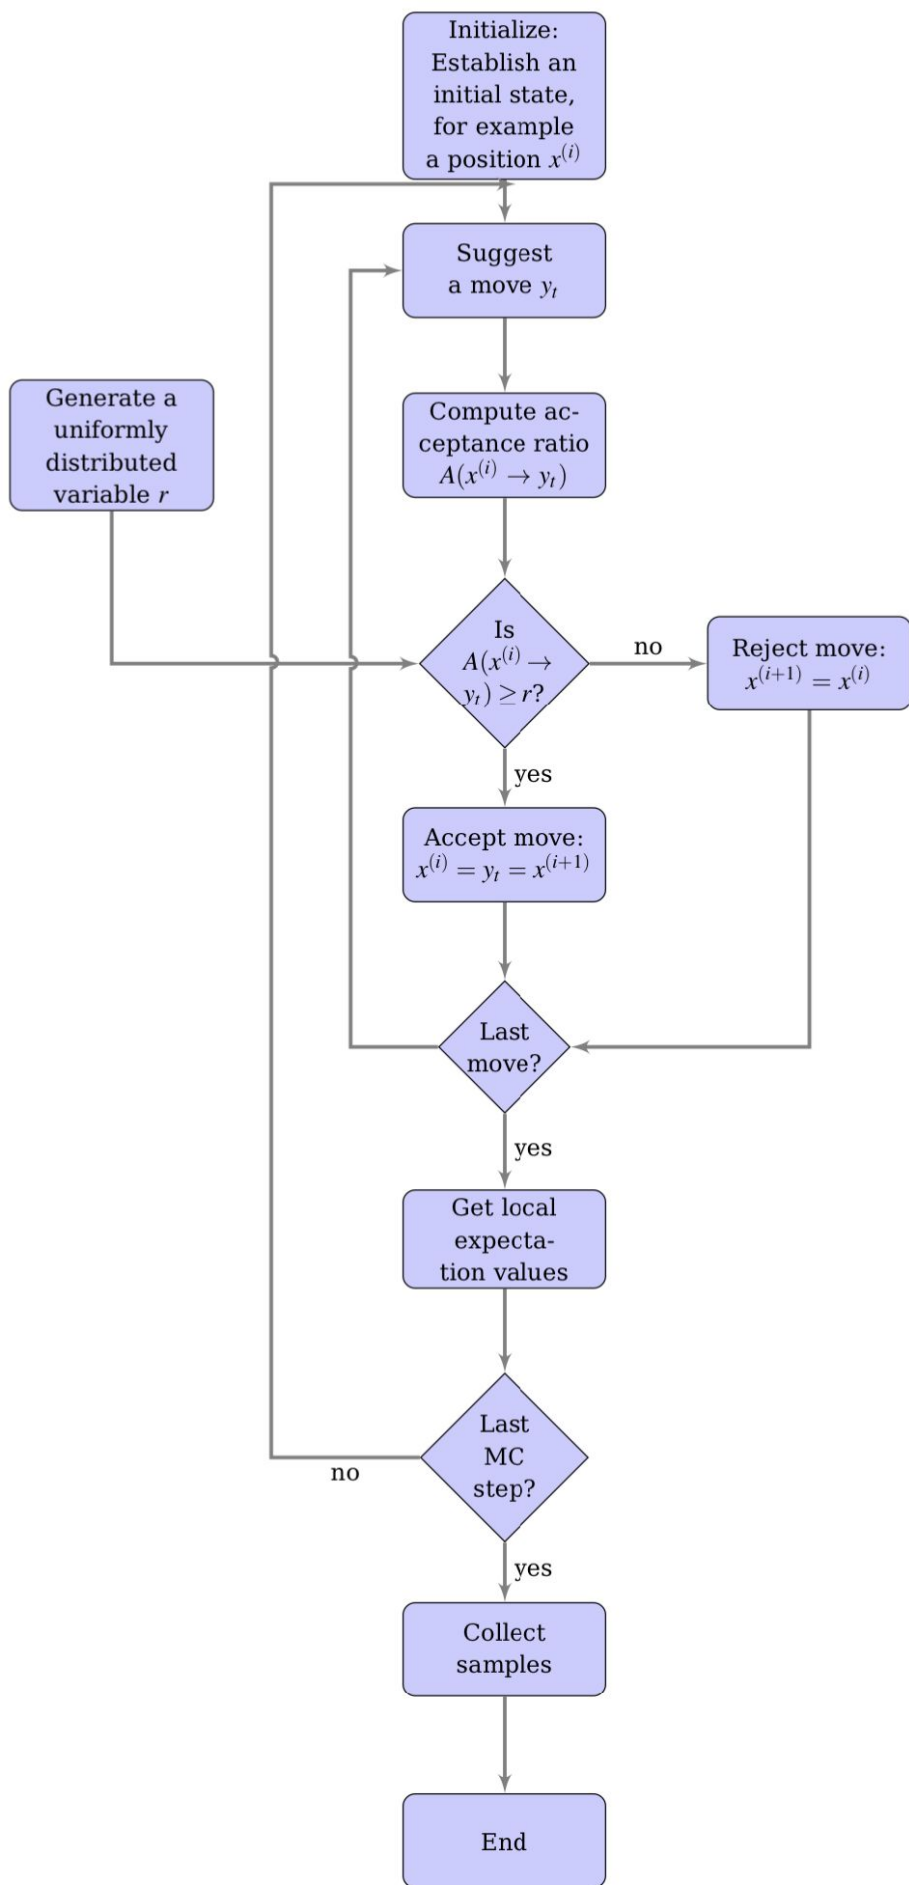 Initialize:
Establish an
initial state,
for example
a position x^(i)
Suggest
a move y_t
Generate a
uniformly
distributed
variable r
Compute ac-
ceptance ratio
A(x^(i) → y_t)
Is
A(x^(i) →
y_t) ≥ r?
no
Reject move:
x^(i+1) = x^(i)
yes
Accept move:
x^(i) = y_t = x^(i+1)
Last
move?
yes
Get local
expecta-
tion values
Last
MC
step?
no
yes
Collect
samples
End